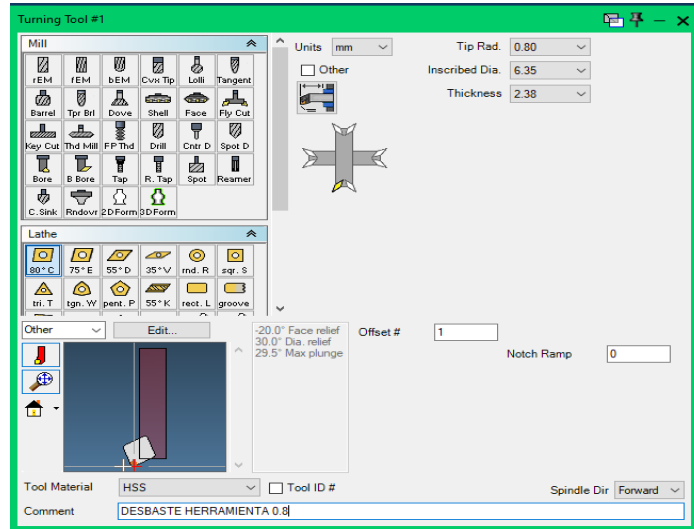 Turning Tool #1
Mill
rEM fEM bEM Cvx Tip Lolli Tangent
Barrel Tpr Brl Dove Shell Face Fly Cut
Key Cut Thd Mill FP Thd Drill Cntr D Spot D
Bore B Bore Tap R. Tap Spot Reamer
C.Sink Rndovr 2D Form 3D Form
Lathe
80° C 75° E 55° D 35° V rnd. R sqr. S
tri. T tgn. W pent. P 55° K rect. L groove
Units mm
Other
Tip Rad. 0.80
Inscribed Dia. 6.35
Thickness 2.38
Other Edit...
-20.0° Face relief
30.0° Dia. relief
29.5° Max plunge
Offset # 1
Notch Ramp 0
Tool Material HSS Tool ID # Spindle Dir Forward
Comment DESBASTE HERRAMIENTA 0.8